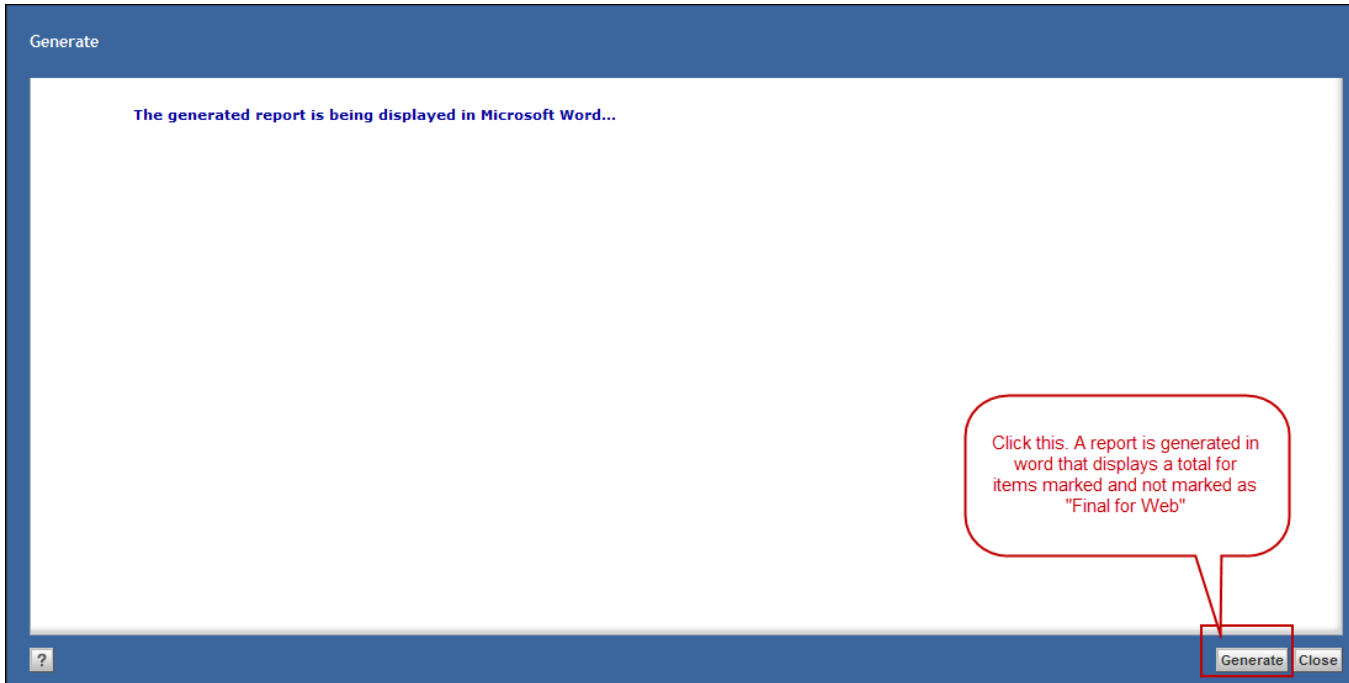 Generate
The generated report is being displayed in Microsoft Word...
Click this. A report is generated in
word that displays a total for
items marked and not marked as
"Final for Web"
?
Generate Close